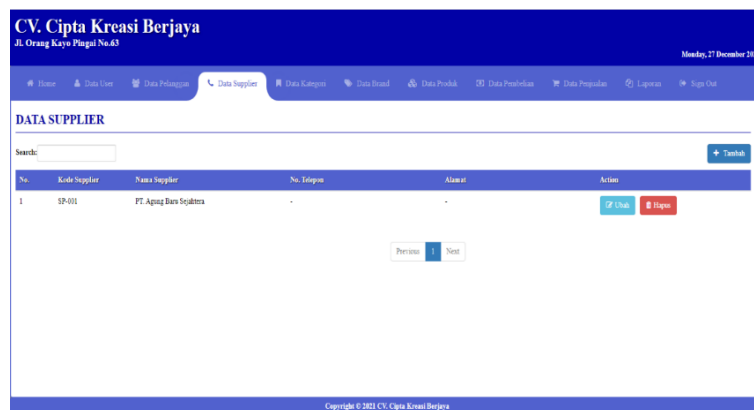 CV. Cipta Kreasi Berjaya
Jl. Orang Kayo Pingai No.63
Monday, 27 December 20
Home Data User Data Pelanggan Data Supplier Data Kategori Data Brand Data Produk Data Pembelian Data Penjualan Laporan Sign Out
DATA SUPPLIER
Search:
+ Tambah
No. Kode Supplier Nama Supplier No. Telepon Alamat Action
1 SP-001 PT. Agung Baru Sejahtera - - Ubah Hapus
Previous 1 Next
Copyright © 2021 CV. Cipta Kreasi Berjaya